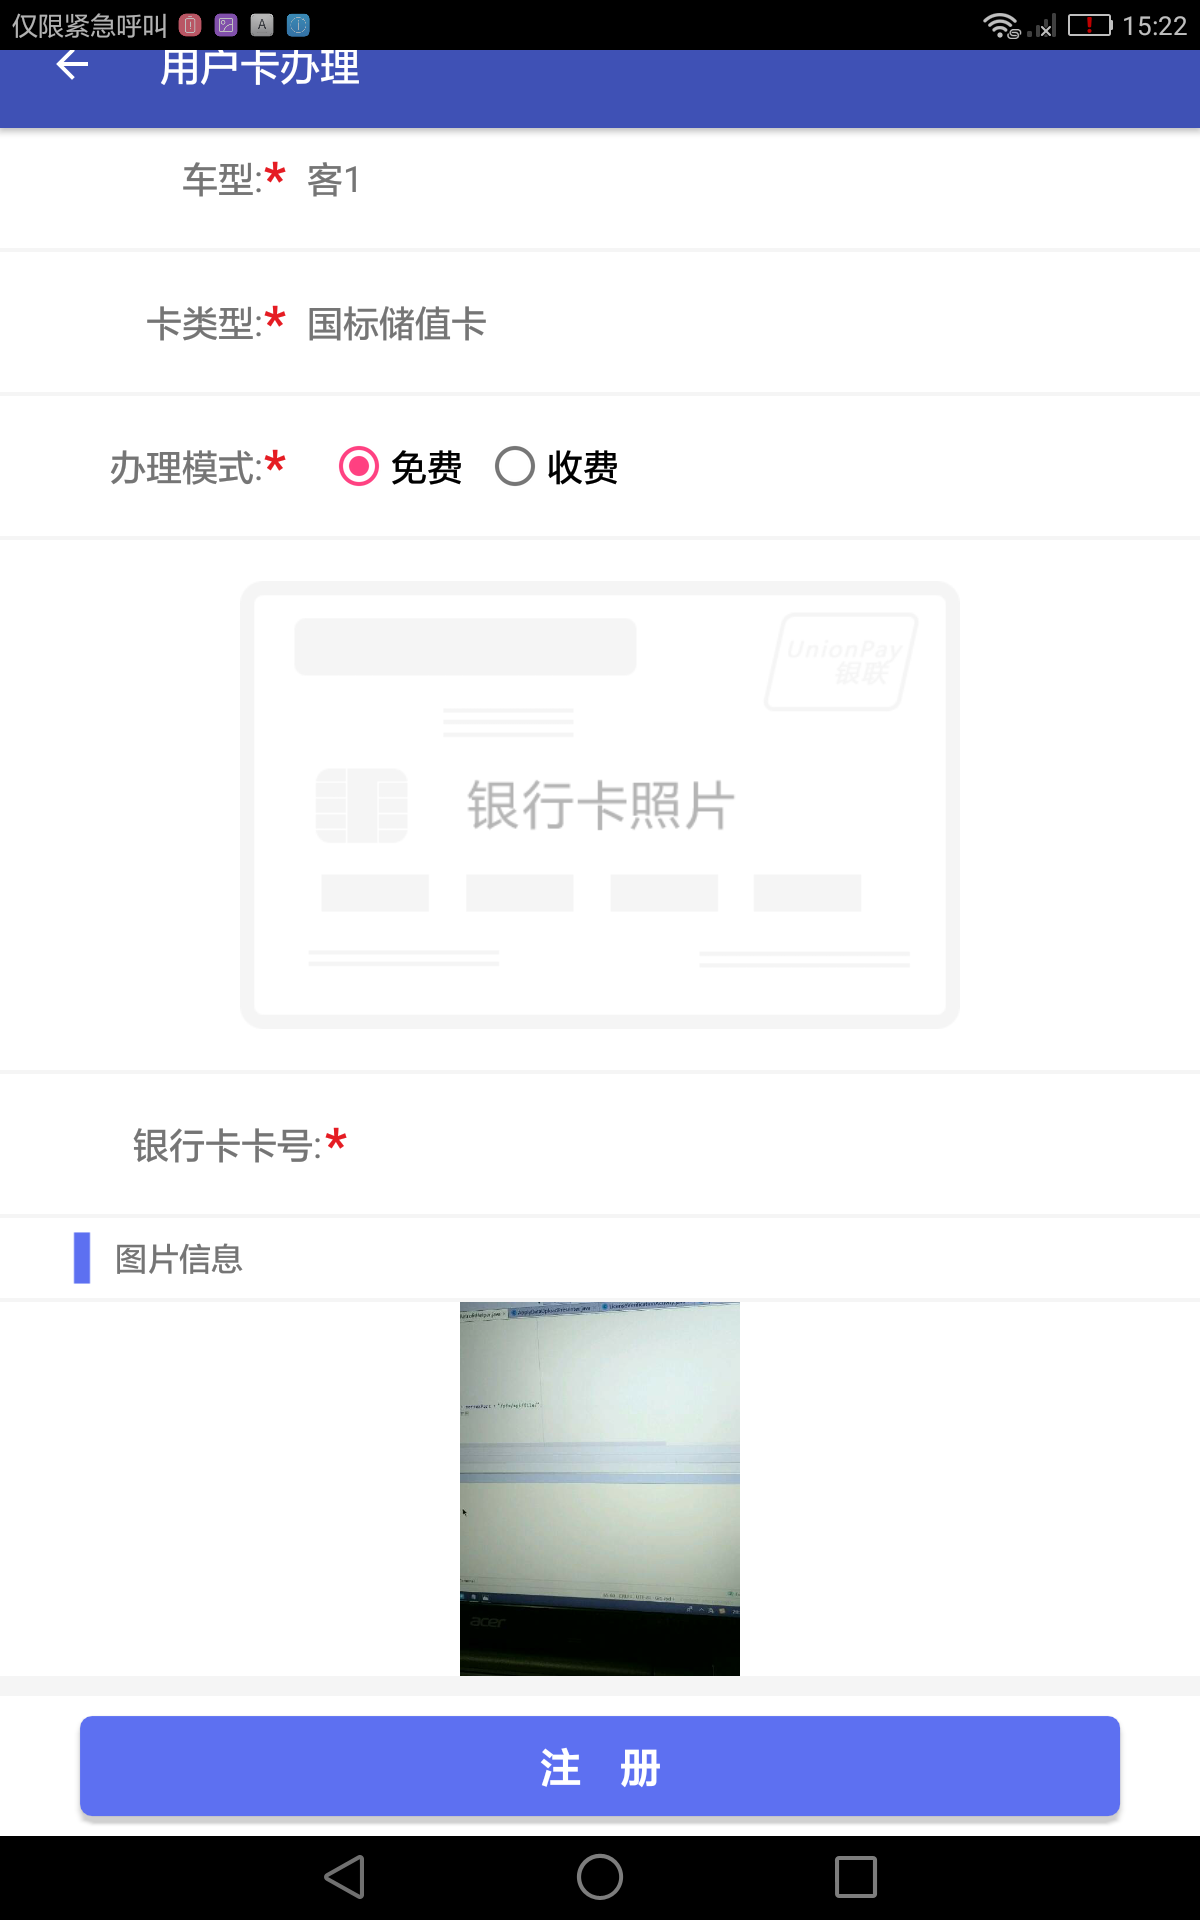 仅限紧急呼叫
A
15:22
用户卡办理
车型:* 客1
卡类型:* 国标储值卡
办理模式:* 免费 收费
UnionPay
银联
银行卡照片
银行卡卡号:*
图片信息
acer
注 册